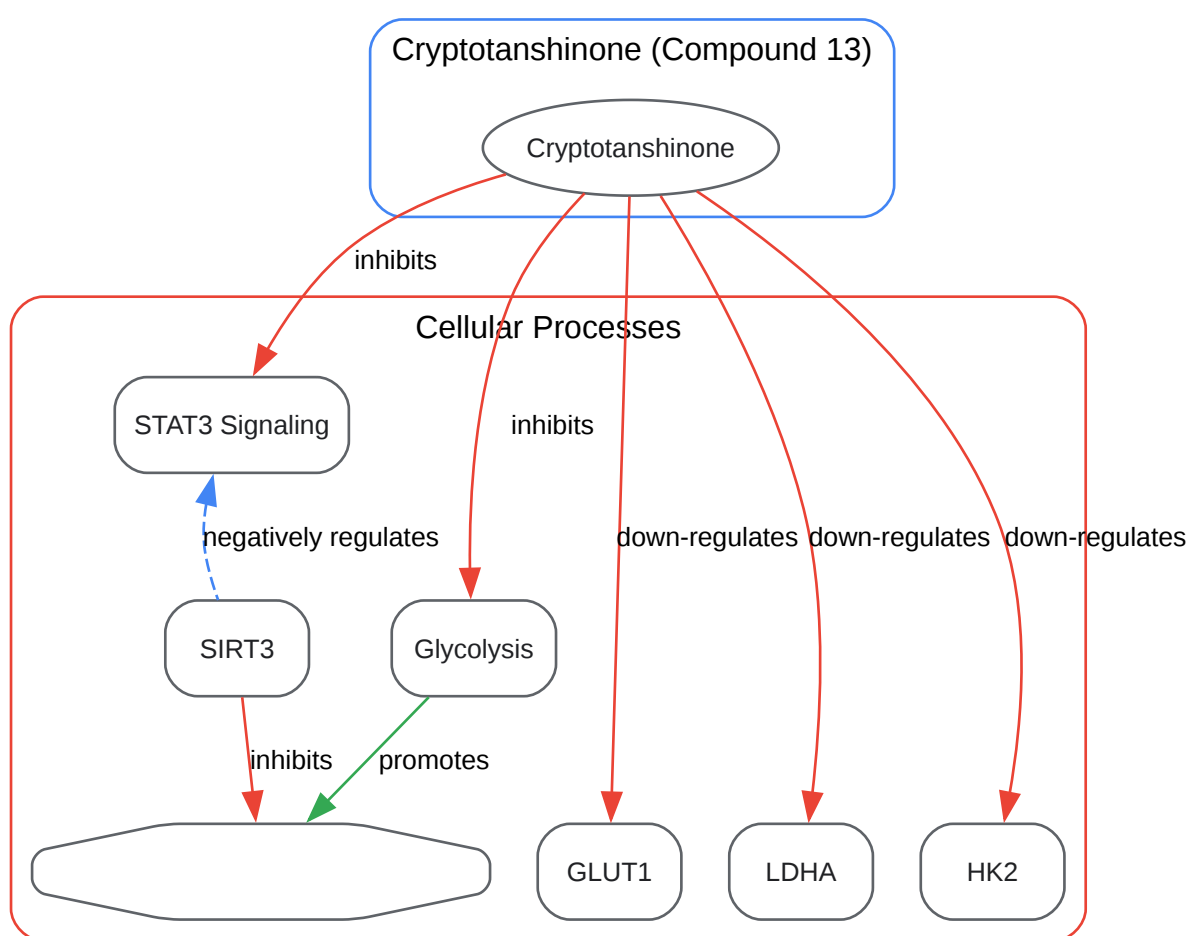 Cryptotanshinone (Compound 13)
Cryptotanshinone
inhibits
Cellular Processes
STAT3 Signaling
inhibits
negatively regulates
down-regulates
down-regulates
down-regulates
SIRT3
Glycolysis
inhibits
promotes
GLUT1
LDHA
HK2